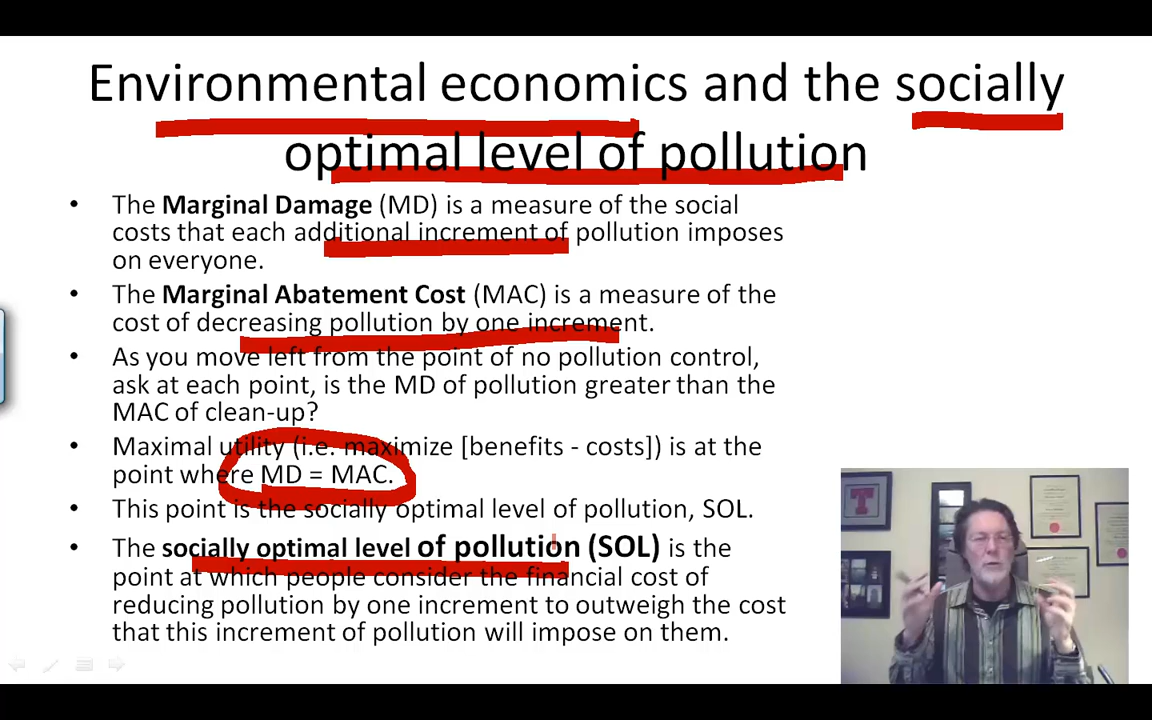 Environmental economics and the socially
optimal level of pollution
• The Marginal Damage (MD) is a measure of the social
costs that each additional increment of pollution imposes
on everyone.
• The Marginal Abatement Cost (MAC) is a measure of the
cost of decreasing pollution by one increment.
• As you move left from the point of no pollution control,
ask at each point, is the MD of pollution greater than the
MAC of clean-up?
• Maximal utility (i.e. maximize [benefits - costs]) is at the
point where MD = MAC.
• This point is the socially optimal level of pollution, SOL.
• The socially optimal level of pollution (SOL) is the
point at which people consider the financial cost of
reducing pollution by one increment to outweigh the cost
that this increment of pollution will impose on them.